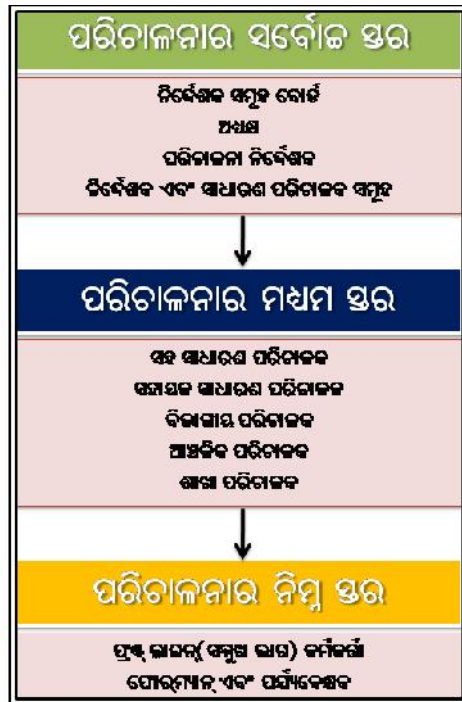 ପରିଚାଳନାର ସର୍ବୋଚ୍ଚ ସ୍ତର
ନିର୍ଦ୍ଦେଶକ ସମୂହ ବୋର୍ଡ
ଅଧ୍ୟକ୍ଷ
ପରିଚାଳନା ନିର୍ଦ୍ଦେଶକ
ନିର୍ଦ୍ଦେଶକ ଏବଂ ସାଧାରଣ ପରିଚାଳକ ସମୂହ
ପରିଚାଳନାର ମଧ୍ୟମ ସ୍ତର
ସହ ସାଧାରଣ ପରିଚାଳକ
ସହାୟକ ସାଧାରଣ ପରିଚାଳକ
ବିଭାଗୀୟ ପରିଚାଳକ
ଆଞ୍ଚଳିକ ପରିଚାଳକ
ଶାଖା ପରିଚାଳକ
ପରିଚାଳନାର ନିମ୍ନ ସ୍ତର
ଫ୍ରଣ୍ଟ ଲାଇନ୍(ସମ୍ମୁଖ ଭାଗ) କର୍ମକର୍ତ୍ତା
ଫୋର୍‌ମ୍ୟାନ୍ ଏବଂ ପର୍ଯ୍ୟବେକ୍ଷକ